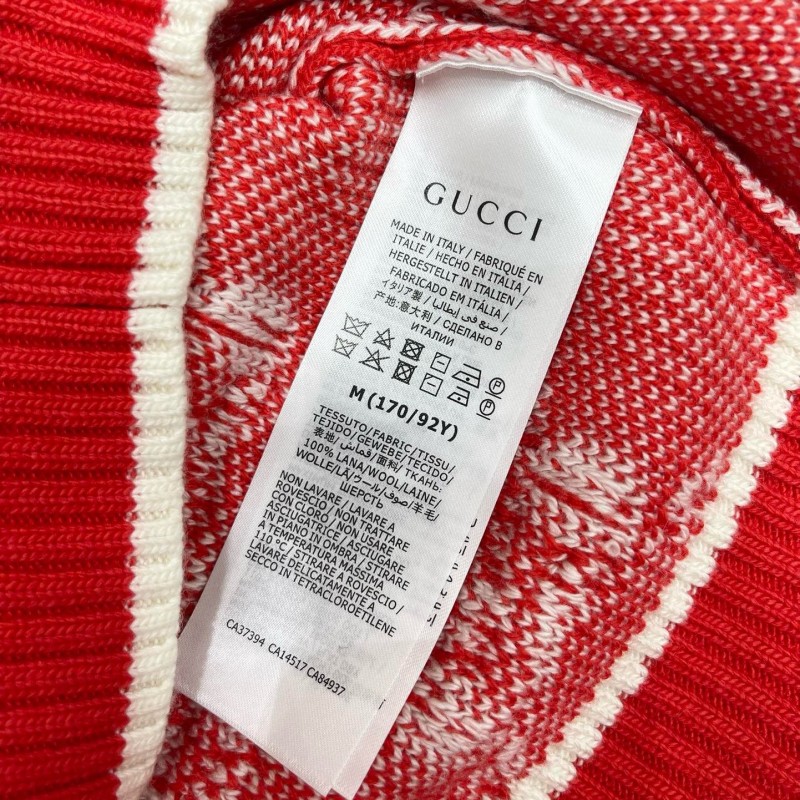 GUCCI
MADE IN ITALY / FABRIQUÉ EN
ITALIE / HECHO EN ITALIA /
HERGESTELLT IN ITALIEN /
FABRICADO EM ITÁLIA /
イタリア製 / صنع في إيطاليا /
产地:意大利 / СДЕЛАНО В
ИТАЛИИ
P
P
M (170/92Y)
TESSUTO/FABRIC/TISSU/
TEJIDO/GEWEBE/TECIDO/
表地/قماش/面料/ТКАНЬ:
100% LANA/WOOL/LAINE/
WOLLE/LÃ/ウール/صوف/羊毛/
ШЕРСТЬ
NON LAVARE / LAVARE A
ROVESCIO / NON TRATTARE
CON CLORO / NON USARE
ASCIUGATRICE / ASCIUGARE
IN PIANO IN OMBRA / STIRARE
A TEMPERATURA MASSIMA
110°C / STIRARE A ROVESCIO /
LAVARE DELICATAMENTE A
SECCO IN TETRACLOROETILENE
CA37394 CA14517 CA84937